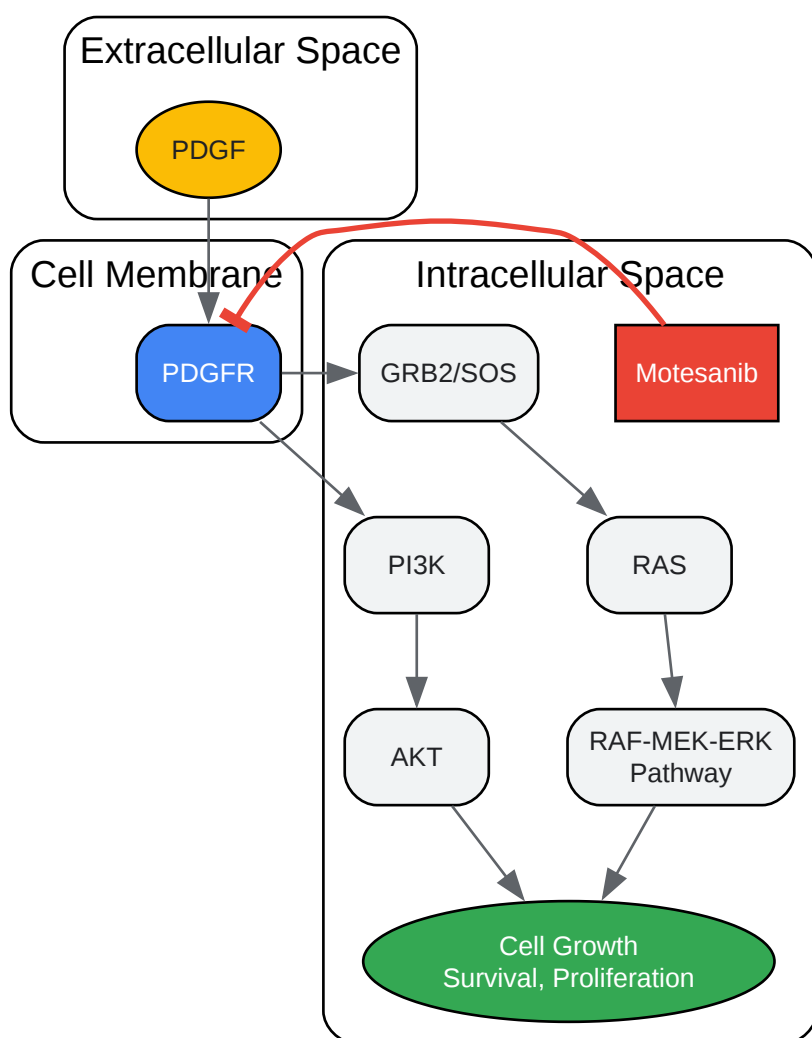 Extracellular Space
PDGF
Cell Membrane
Intracellular Space
PDGFR
GRB2/SOS
Motesanib
PI3K
RAS
AKT
RAF-MEK-ERK
Pathway
Cell Growth
Survival, Proliferation